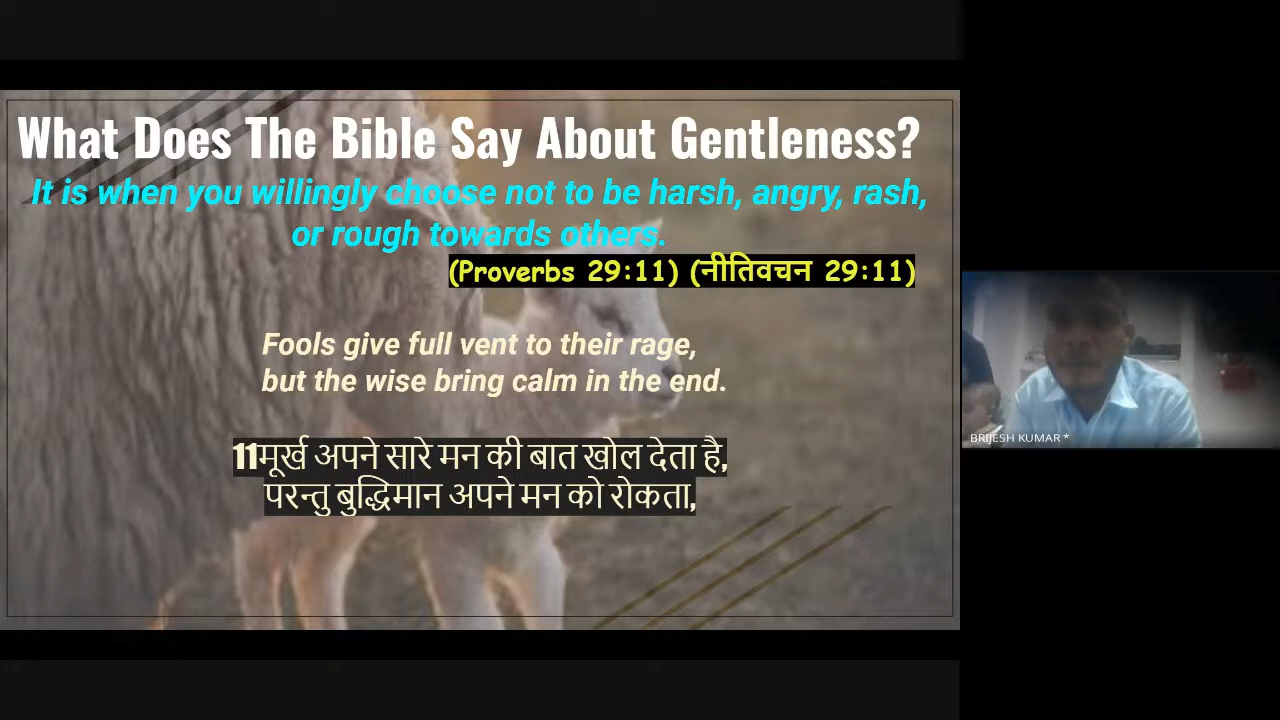 What Does The Bible Say About Gentleness?
It is when you willingly choose not to be harsh, angry, rash,
or rough towards others.
(Proverbs 29:11) (नीतिवचन 29:11)
Fools give full vent to their rage,
but the wise bring calm in the end.
11मूर्ख अपने सारे मन की बात खोल देता है,
परन्तु बुद्धिमान अपने मन को रोकता,
BRIJESH KUMAR *